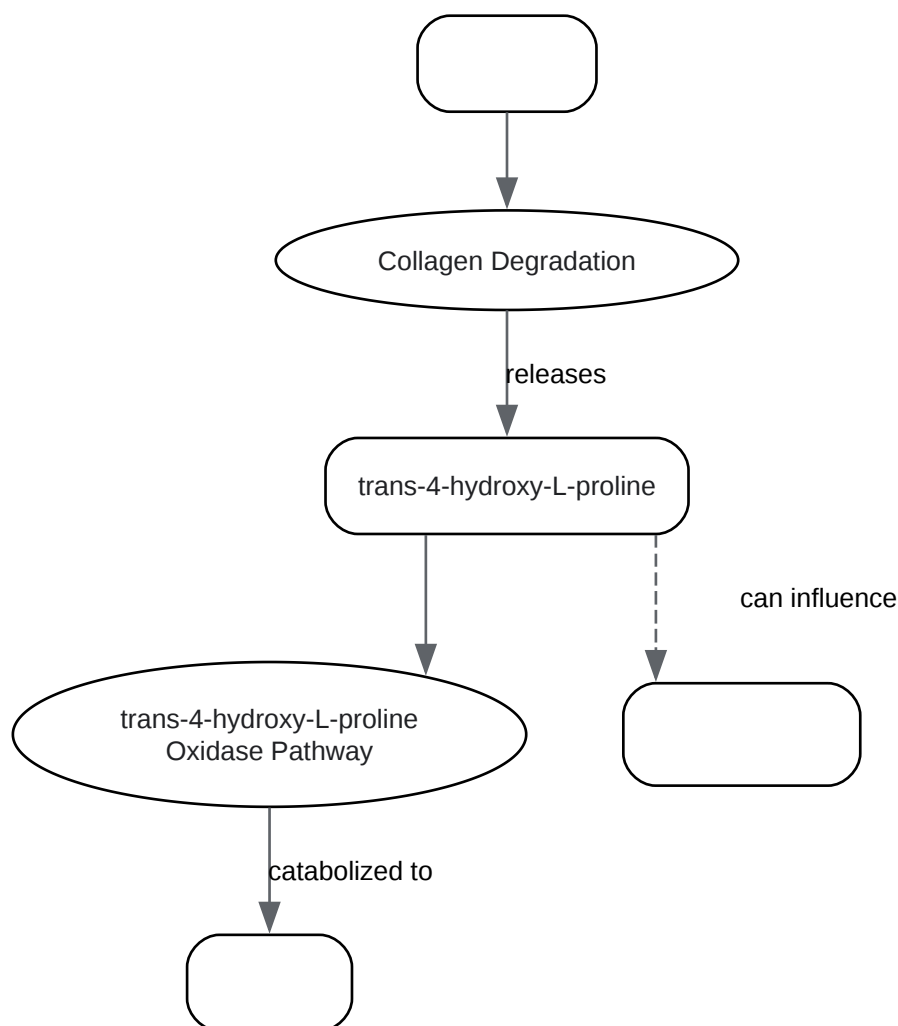 Collagen Degradation
releases
trans-4-hydroxy-L-proline
can influence
trans-4-hydroxy-L-proline
Oxidase Pathway
catabolized to